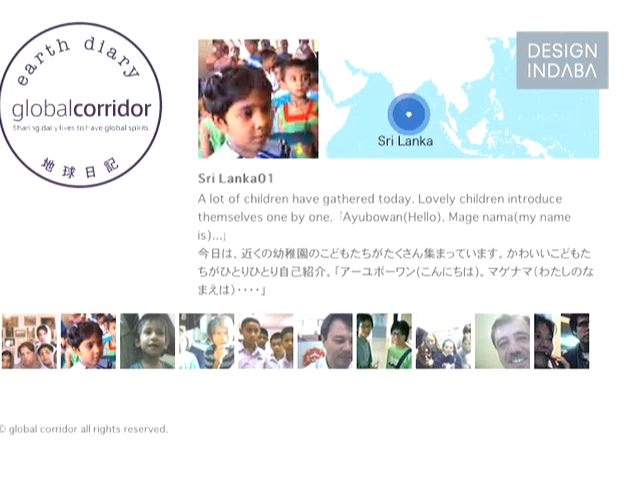 earth diary
globalcorridor
Sharing daily lives to have global spirits.
地球日記
DESIGN
INDABA
Sri Lanka
Sri Lanka01
A lot of children have gathered today. Lovely children introduce
themselves one by one.「Ayubowan(Hello). Mage nama(my name
is)...」
今日は、近くの幼稚園のこどもたちがたくさん集まっています。かわいいこどもた
ちがひとりひとり自己紹介。「アーユボーワン(こんにちは)。マゲナマ(わたしのな
まえは)・・・・」
© global corridor all rights reserved.